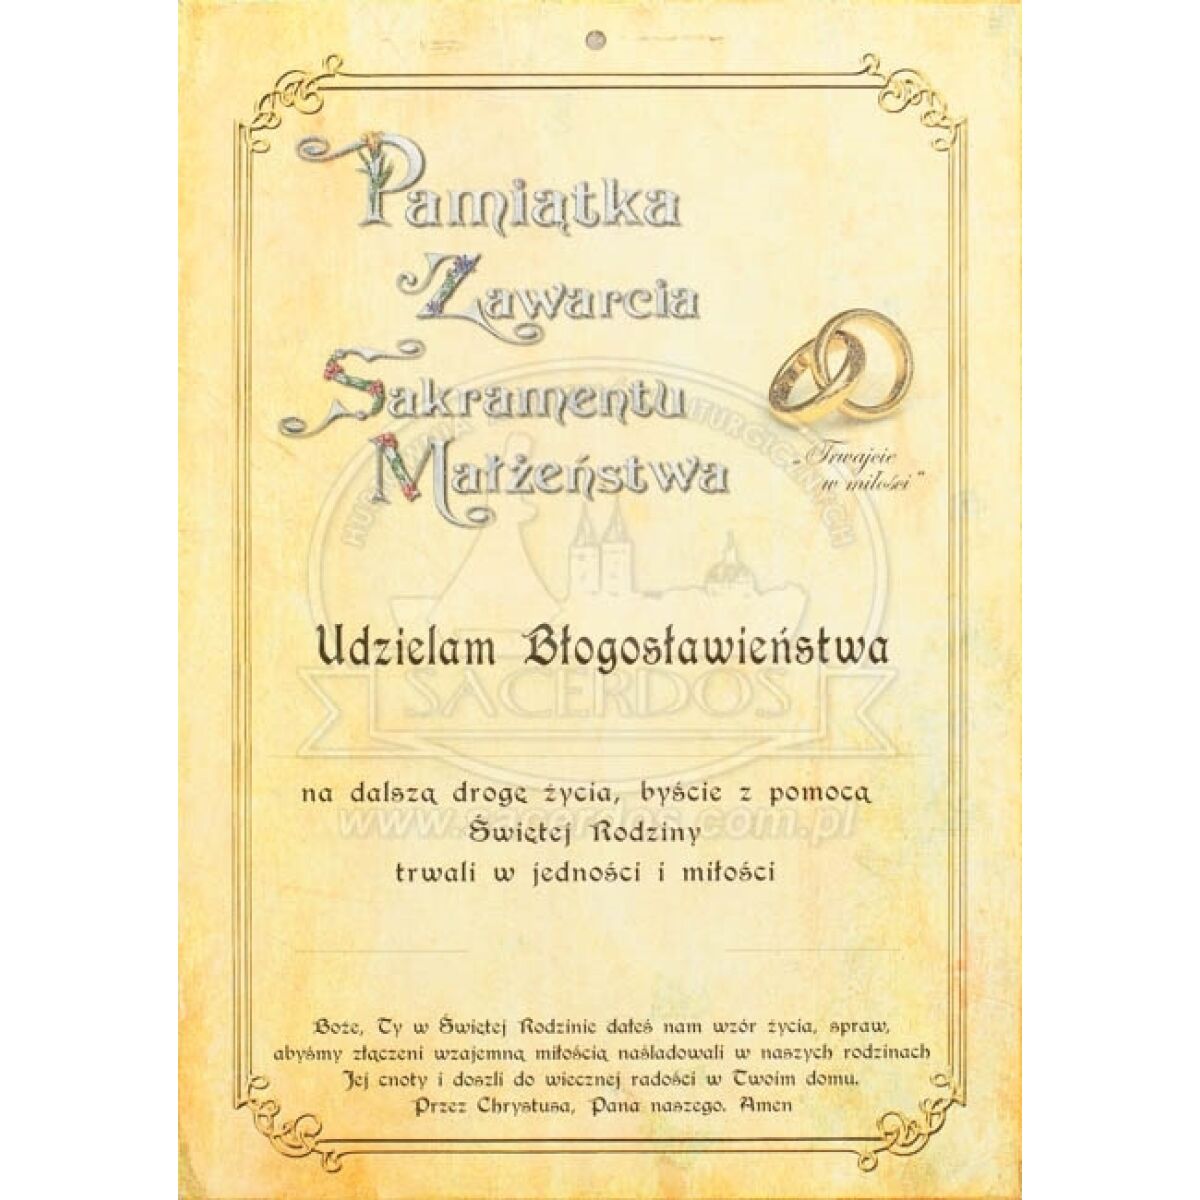 Pamiątka
Zawarcia
Sakramentu
Małżeństwa
„Trwajcie
w miłości"
Udzielam Błogosławieństwa
SACERDOS
na dalszą drogę życia, byście z pomocą
www.sacerdos.com.pl
Świętej Rodziny
trwali w jedności i miłości
Boże, Ty w Świętej Rodzinie dałeś nam wzór życia, spraw,
abyśmy złączeni wzajemną miłością naśladowali w naszych rodzinach
Jej cnoty i doszli do wiecznej radości w Twoim domu.
Przez Chrystusa, Pana naszego. Amen